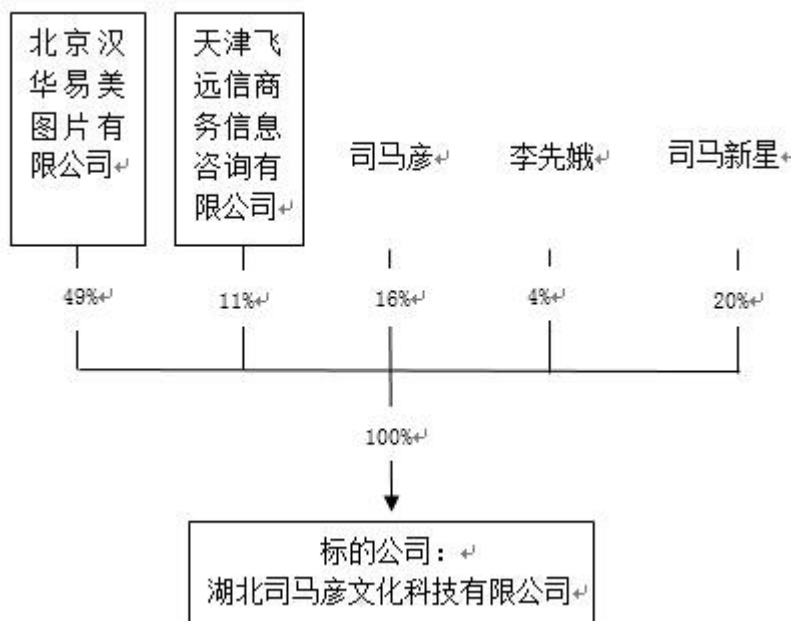 北京汉
华易美
图片有
限公司
天津飞
远信商
务信息
咨询有
限公司
司马彦
李先娥
司马新星
49%
11%
16%
4%
20%
100%
标的公司：
湖北司马彦文化科技有限公司